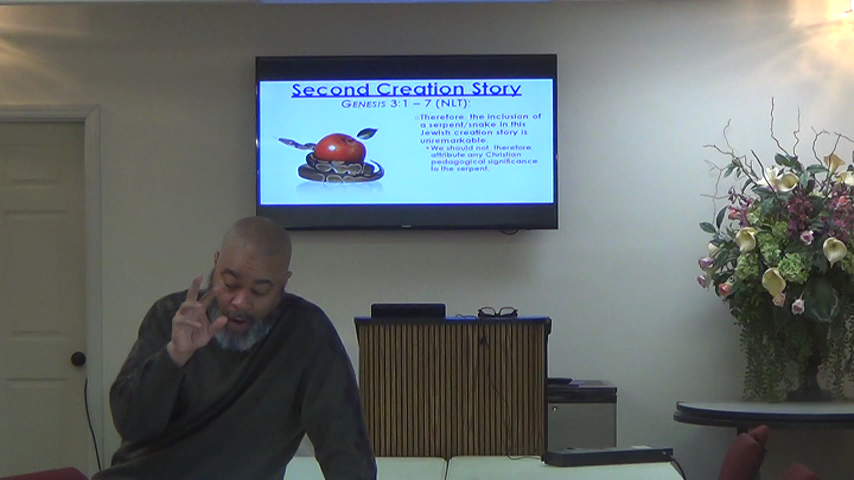 Second Creation Story
GENESIS 3:1 – 7 (NLT):
Therefore, the inclusion of
a serpent/snake in this
Jewish creation story is
unremarkable.
• We should not, therefore,
attribute any Christian
pedagogical significance
to the serpent.